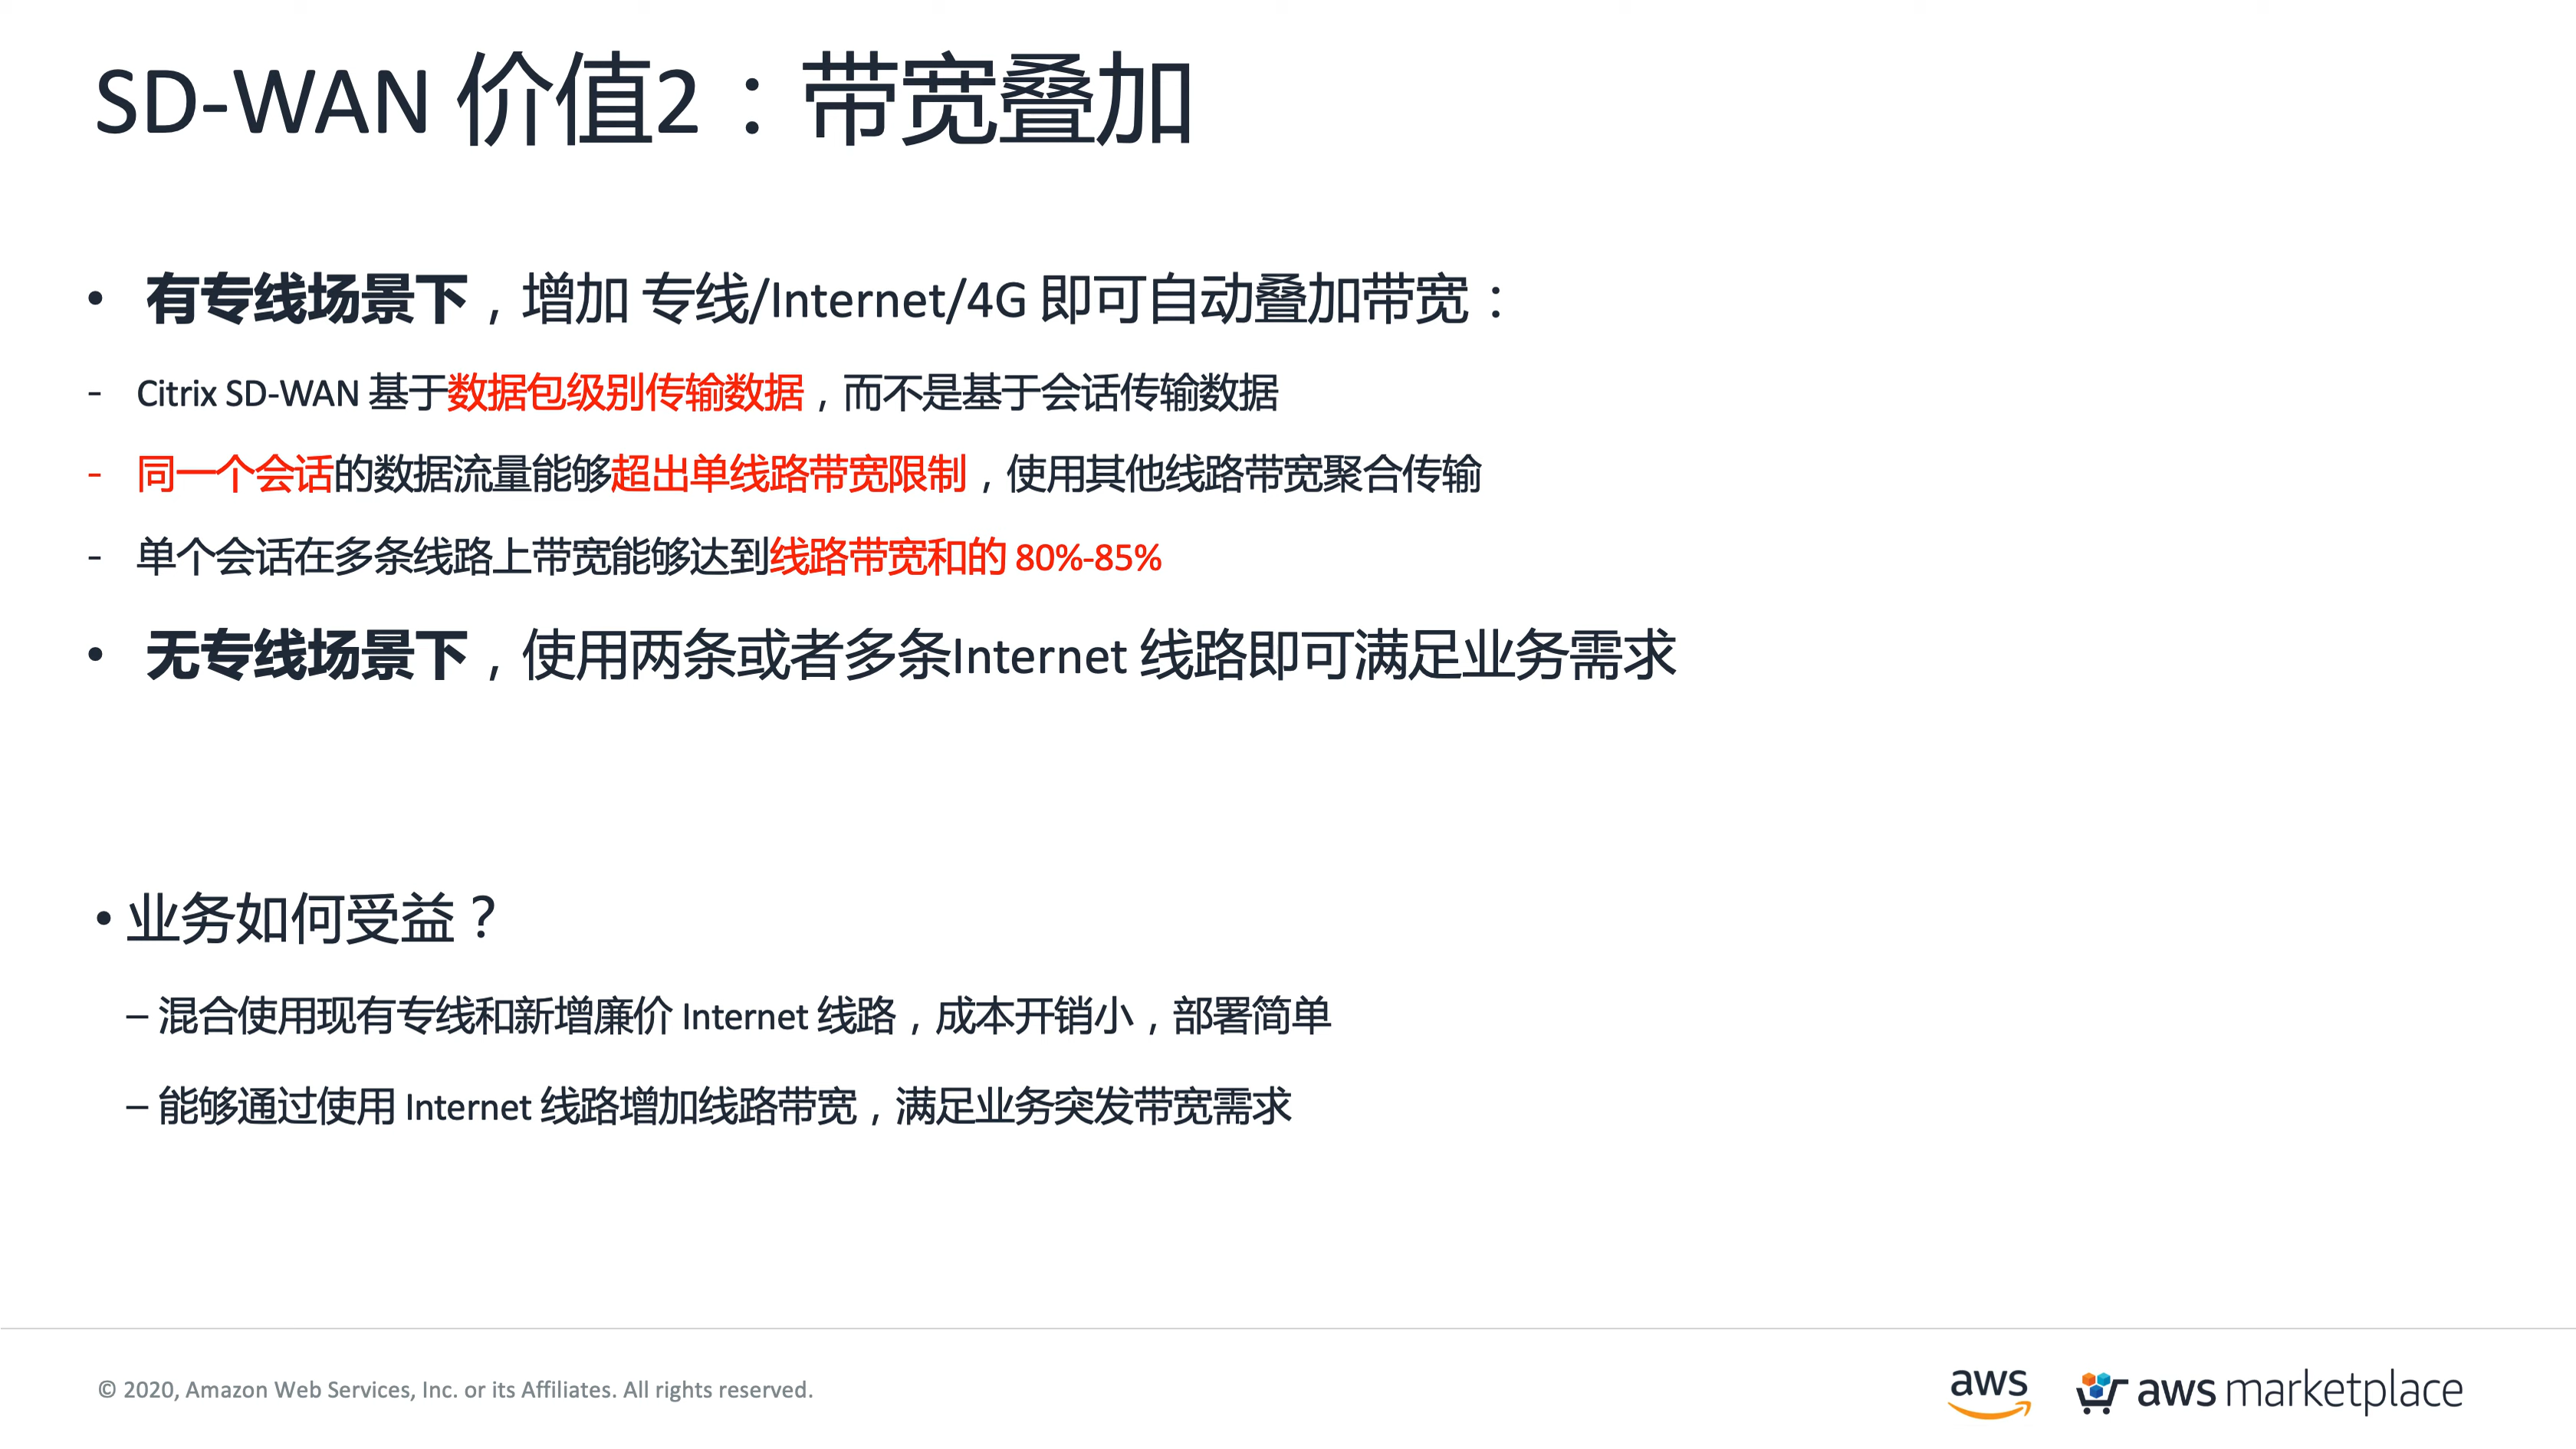 SD-WAN 价值2：带宽叠加
• 有专线场景下，增加 专线/Internet/4G 即可自动叠加带宽：
- Citrix SD-WAN 基于数据包级别传输数据，而不是基于会话传输数据
- 同一个会话的数据流量能够超出单线路带宽限制，使用其他线路带宽聚合传输
- 单个会话在多条线路上带宽能够达到线路带宽和的 80%-85%
• 无专线场景下，使用两条或者多条Internet 线路即可满足业务需求
• 业务如何受益？
– 混合使用现有专线和新增廉价 Internet 线路，成本开销小，部署简单
– 能够通过使用 Internet 线路增加线路带宽，满足业务突发带宽需求
© 2020, Amazon Web Services, Inc. or its Affiliates. All rights reserved.
aws
aws marketplace